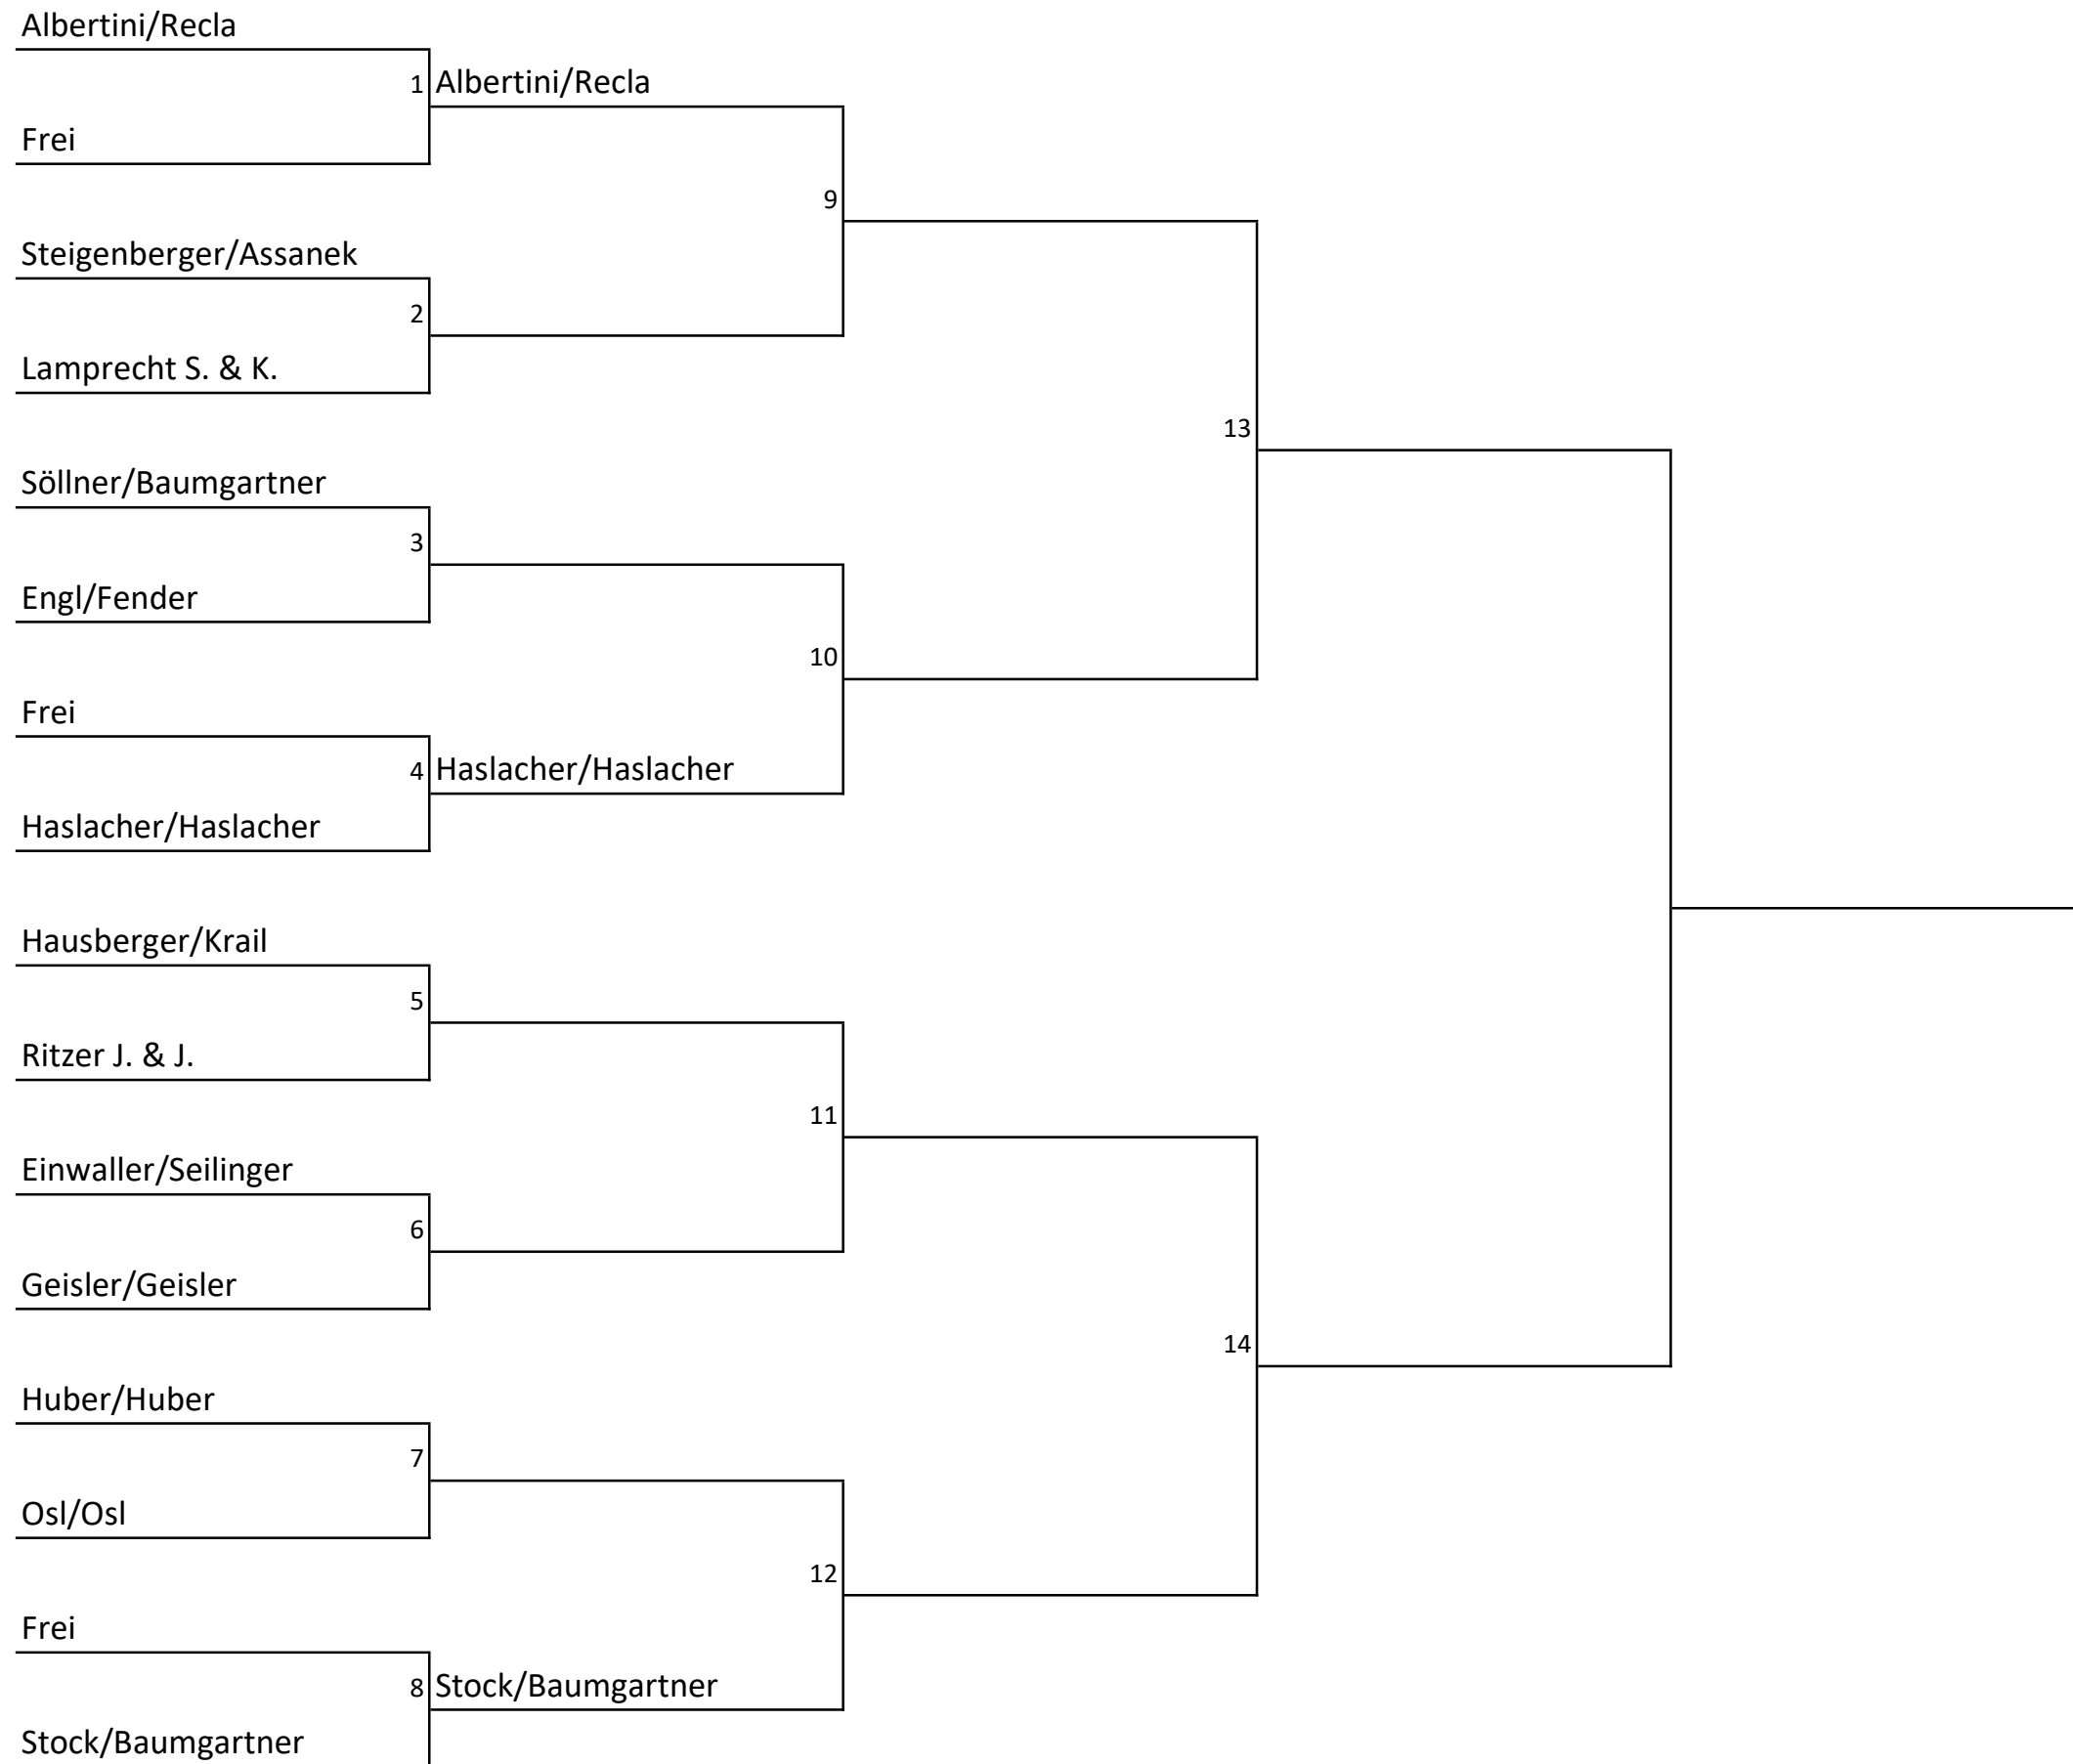 Albertini/Recla
1 Albertini/Recla
Frei
9
Steigenberger/Assanek
2
Lamprecht S. & K.
13
Söllner/Baumgartner
3
Engl/Fender
10
Frei
4 Haslacher/Haslacher
Haslacher/Haslacher
Hausberger/Krail
5
Ritzer J. & J.
11
Einwaller/Seilinger
6
Geisler/Geisler
14
Huber/Huber
7
Osl/Osl
12
Frei
8 Stock/Baumgartner
Stock/Baumgartner